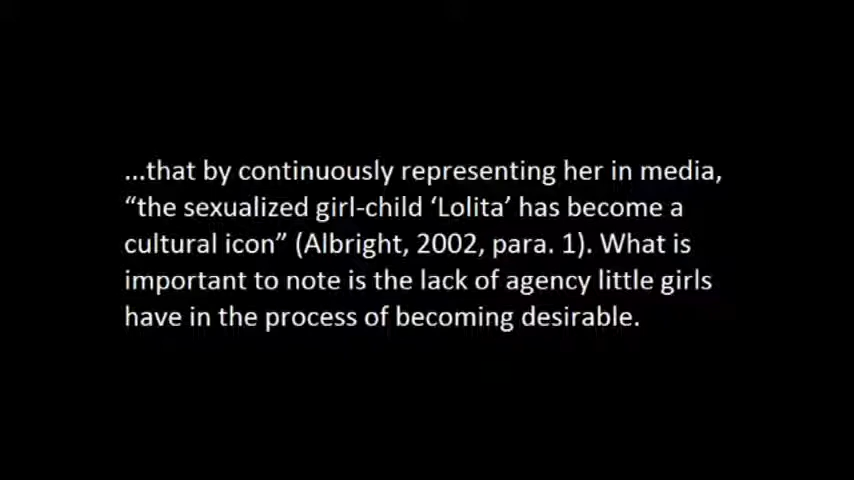 ...that by continuously representing her in media,
“the sexualized girl-child ‘Lolita’ has become a
cultural icon” (Albright, 2002, para. 1). What is
important to note is the lack of agency little girls
have in the process of becoming desirable.